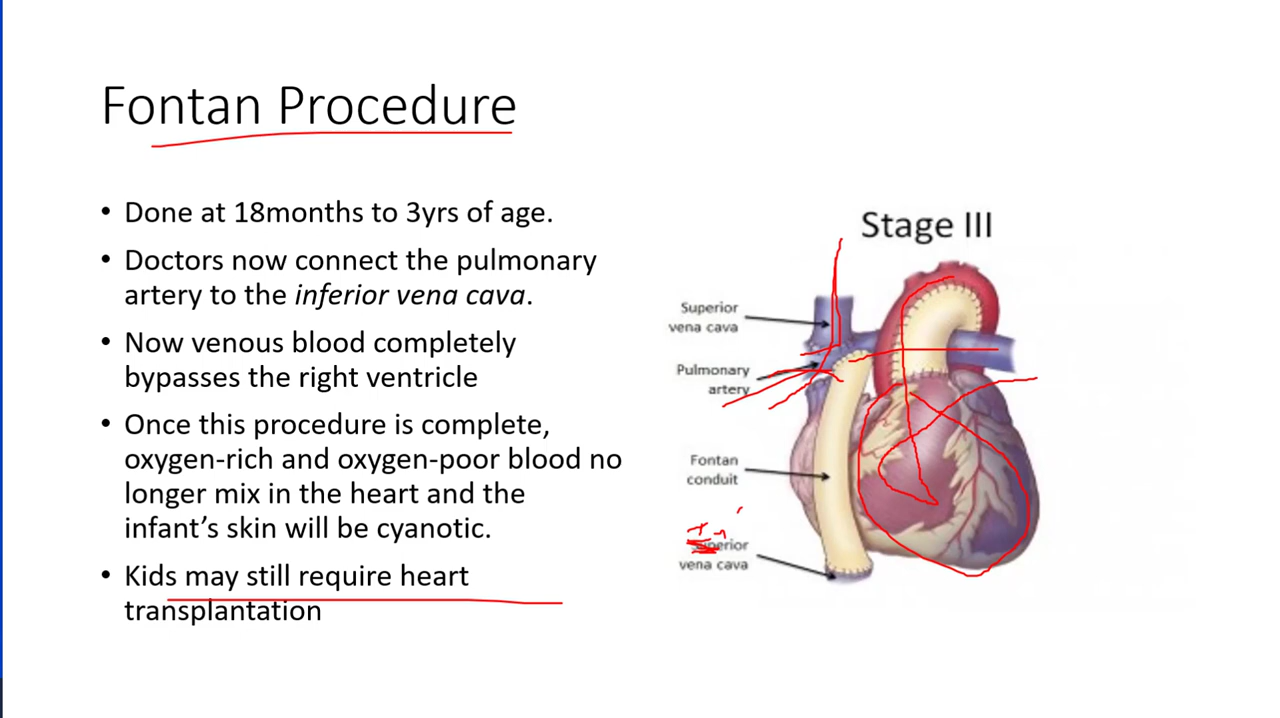 Fontan Procedure
• Done at 18months to 3yrs of age.
• Doctors now connect the pulmonary
artery to the inferior vena cava.
• Now venous blood completely
bypasses the right ventricle
• Once this procedure is complete,
oxygen-rich and oxygen-poor blood no
longer mix in the heart and the
infant’s skin will be cyanotic.
• Kids may still require heart
transplantation
Stage III
Superior
vena cava
Pulmonary
artery
Fontan
conduit
vena cava